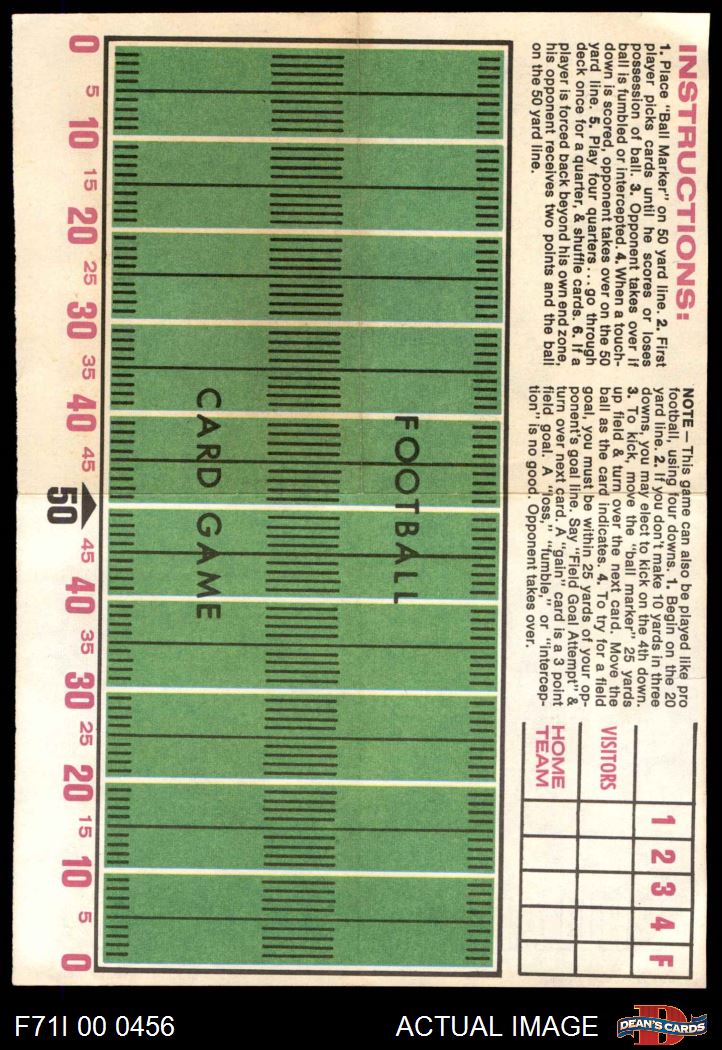 INSTRUCTIONS:
1. Place "Ball Marker" on 50 yard line. 2. First
player picks cards until he scores or loses
possession of ball. 3. Opponent takes over if
ball is fumbled or intercepted. 4. When a touch-
down is scored, opponent takes over on the 50
yard line. 5. Play four quarters... go through
deck once for a quarter, & shuffle cards. 6. If a
player is forced back beyond his own end zone,
his opponent receives two points and the ball
on the 50 yard line.
NOTE — This game can also be played like pro
football, using four downs. 1. Begin on the 20
yard line. 2. If you don't make 10 yards in three
downs, you may elect to kick on the 4th down.
3. To kick, move the "ball marker" 25 yards
up field & turn over the next card. Move the
ball as the card indicates. 4. To try for a field
goal, you must be within 25 yards of your op-
ponent's goal line. Say "Field Goal Attempt" &
turn over next card. A "gain" card is a 3 point
field goal. A "loss," "fumble," or "intercep-
tion" is no good. Opponent takes over.
1 2 3 4 F
VISITORS
HOME
TEAM
FOOTBALL
CARD GAME
0 5 10 15 20 25 30 35 40 45 50 45 40 35 30 25 20 15 10 5 0
F71I 00 0456
ACTUAL IMAGE
D
DEAN'S CARDS